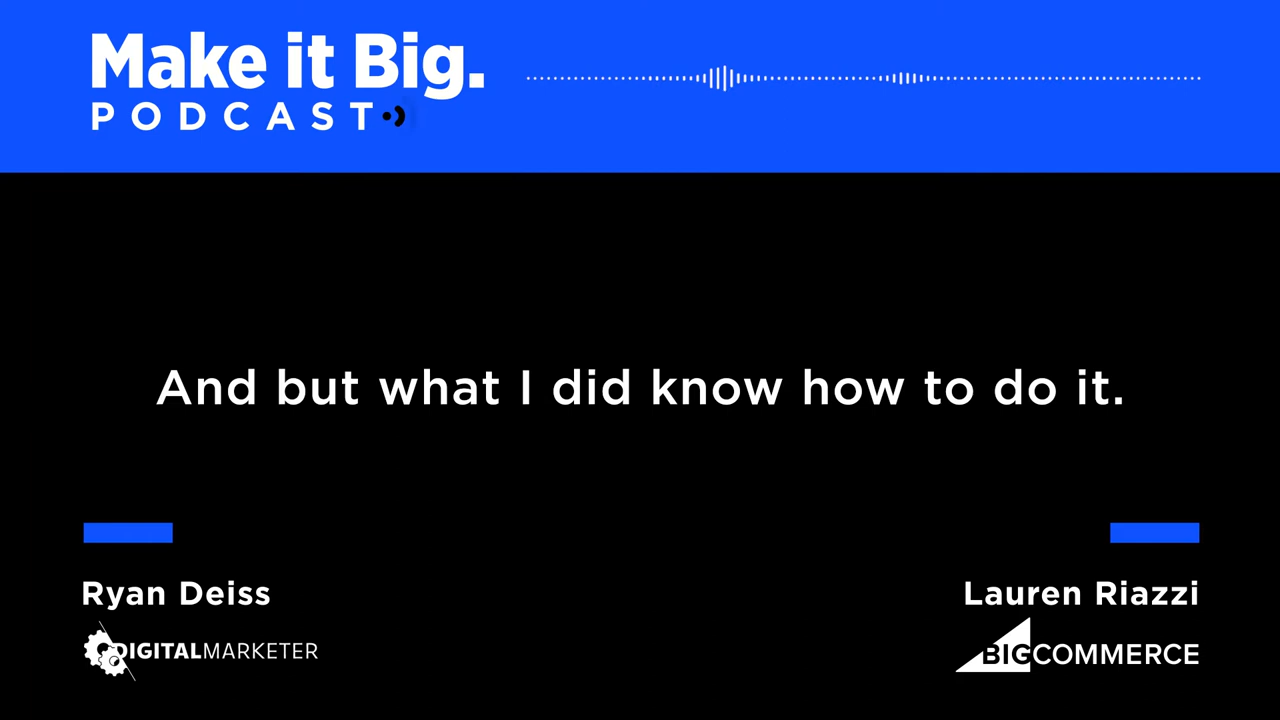 Make it Big.
PODCAST
And but what I did know how to do it.
Ryan Deiss
Lauren Riazzi
DIGITALMARKETER
BIGCOMMERCE